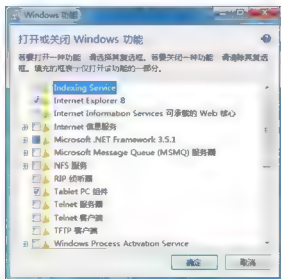 Windows 功能
打开或关闭 Windows 功能
若要打开一种功能，请选择其复选框。若要关闭一种功能，请清除其复选
框。填充的框表示仅打开该功能的一部分。
Indexing Service
Internet Explorer 8
Internet Information Services 可承载的 Web 核心
Internet 信息服务
Microsoft .NET Framework 3.5.1
Microsoft Message Queue (MSMQ) 服务器
NFS 服务
RIP 侦听器
Tablet PC 组件
Telnet 服务器
Telnet 客户端
TFTP 客户端
Windows Process Activation Service
确定
取消